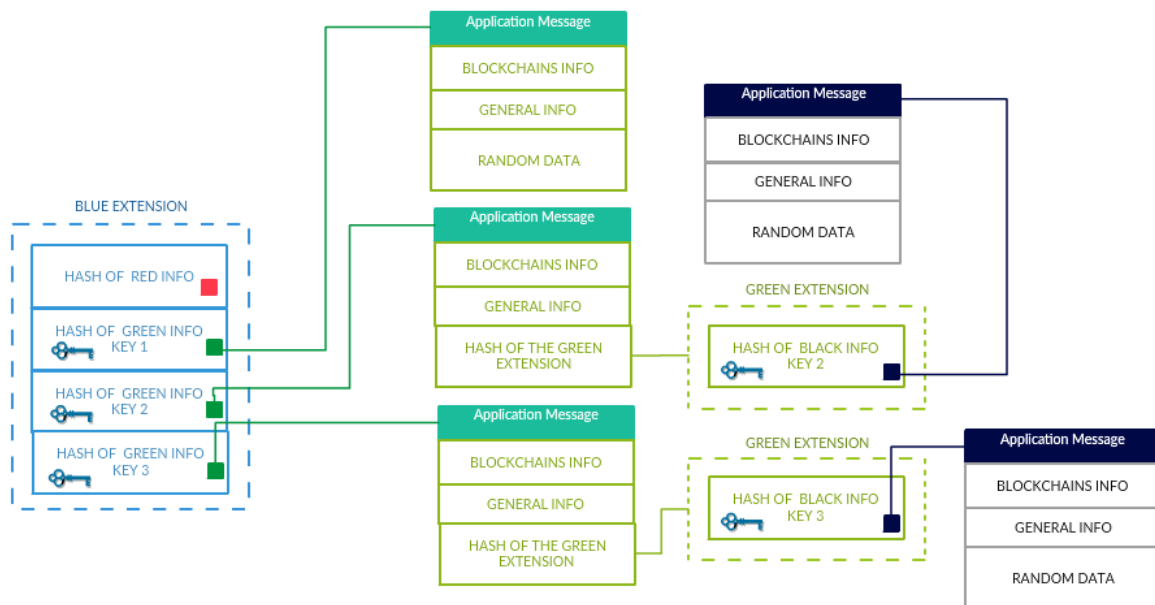 BLUE EXTENSION
HASH OF RED INFO
HASH OF GREEN INFO
KEY 1
HASH OF GREEN INFO
KEY 2
HASH OF GREEN INFO
KEY 3
Application Message
BLOCKCHAINS INFO
GENERAL INFO
RANDOM DATA
Application Message
BLOCKCHAINS INFO
GENERAL INFO
HASH OF THE GREEN
EXTENSION
Application Message
BLOCKCHAINS INFO
GENERAL INFO
HASH OF THE GREEN
EXTENSION
Application Message
BLOCKCHAINS INFO
GENERAL INFO
RANDOM DATA
GREEN EXTENSION
HASH OF BLACK INFO
KEY 2
GREEN EXTENSION
HASH OF BLACK INFO
KEY 3
Application Message
BLOCKCHAINS INFO
GENERAL INFO
RANDOM DATA